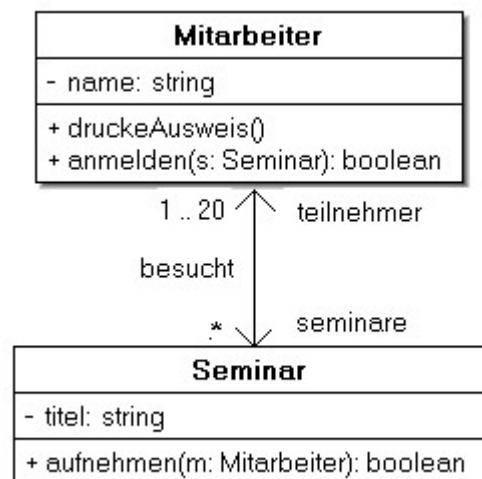 Mitarbeiter
- name: string
+ druckeAusweis()
+ anmelden(s: Seminar): boolean
1 .. 20 teilnehmer
besucht
.* seminare
Seminar
- titel: string
+ aufnehmen(m: Mitarbeiter): boolean